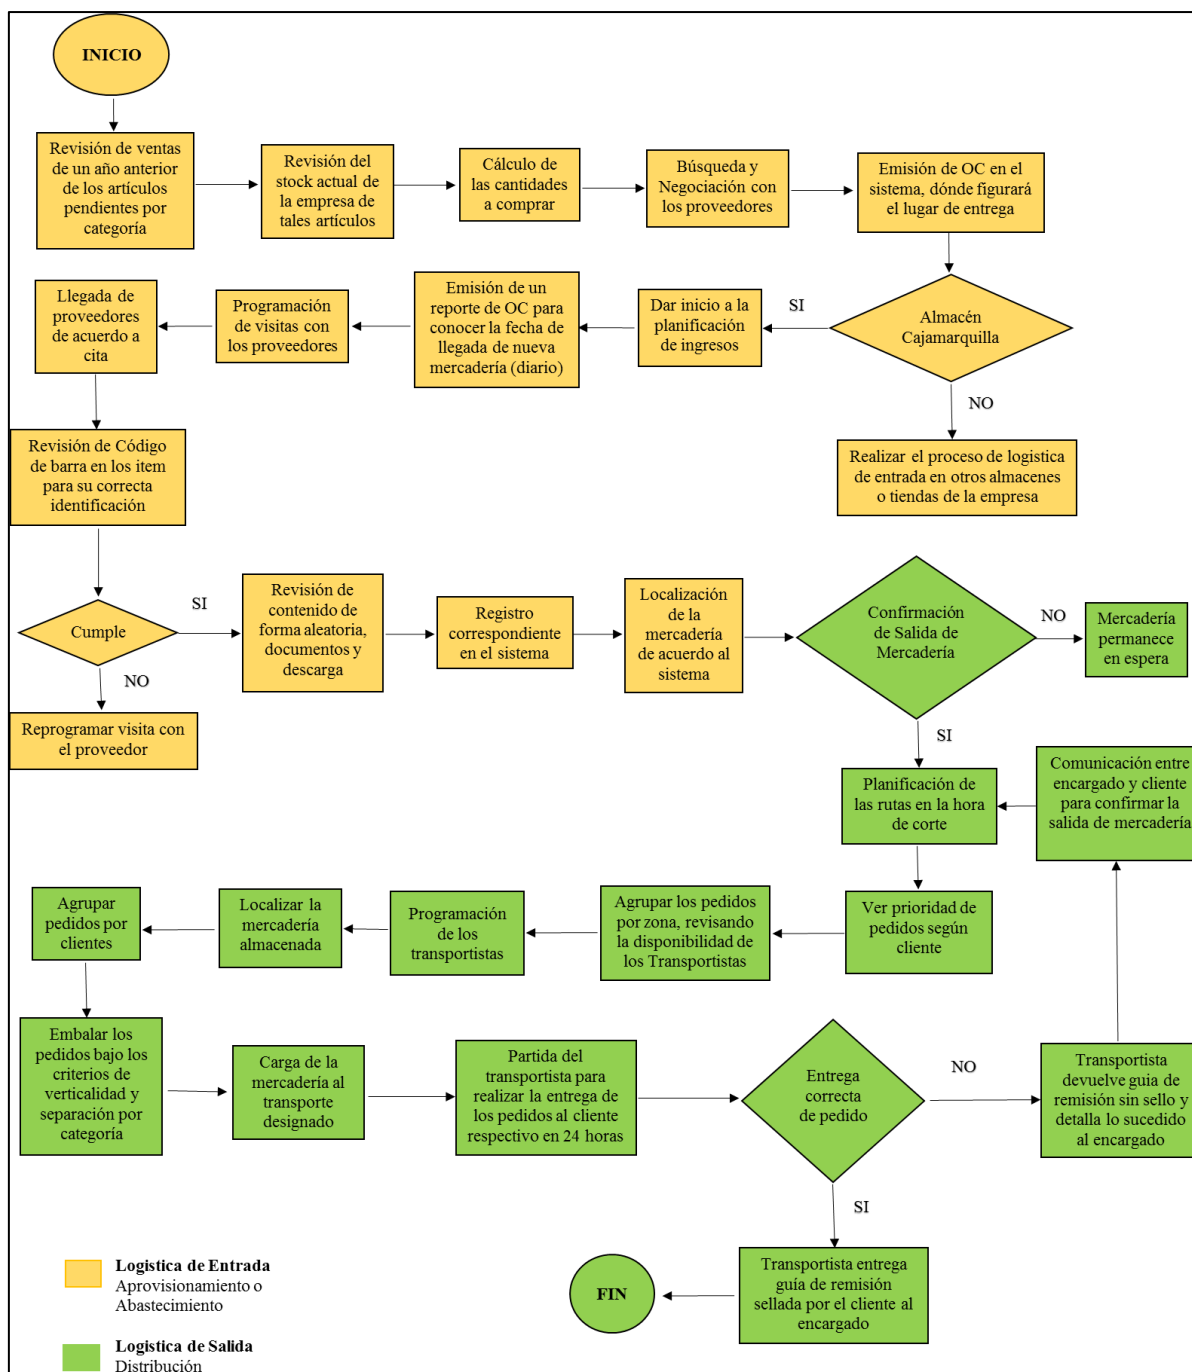 INICIO
Revisión de ventas
de un año anterior
de los artículos
pendientes por
categoría
Revisión del
stock actual de
la empresa de
tales artículos
Cálculo de
las cantidades
a comprar
Búsqueda y
Negociación con
los proveedores
Emisión de OC en el
sistema, dónde figurará
el lugar de entrega
Almacén
Cajamarquilla
SI
NO
Realizar el proceso de logistica
de entrada en otros almacenes
o tiendas de la empresa
Dar inicio a la
planificación
de ingresos
Emisión de un
reporte de OC para
conocer la fecha de
llegada de nueva
mercadería (diario)
Programación
de visitas con
los proveedores
Llegada de
proveedores
de acuerdo a
cita
Revisión de Código
de barra en los item
para su correcta
identificación
Cumple
SI
NO
Reprogramar visita con
el proveedor
Revisión de
contenido de
forma aleatoria,
documentos y
descarga
Registro
correspondiente
en el sistema
Localización
de la
mercadería
de acuerdo al
sistema
Confirmación
de Salida de
Mercadería
NO
Mercadería
permanece
en espera
SI
Planificación de
las rutas en la hora
de corte
Comunicación entre
encargado y cliente
para confirmar la
salida de mercadería
Ver prioridad de
pedidos según
cliente
Agrupar los pedidos
por zona, revisando
la disponibilidad de
los Transportistas
Programación
de los
transportistas
Localizar la
mercadería
almacenada
Agrupar
pedidos por
clientes
Embalar los
pedidos bajo los
criterios de
verticalidad y
separación por
categoría
Carga de la
mercadería al
transporte
designado
Partida del
transportista para
realizar la entrega de
los pedidos al cliente
respectivo en 24 horas
Entrega
correcta
de pedido
NO
Transportista
devuelve guia de
remisión sin sello y
detalla lo sucedido
al encargado
SI
Transportista entrega
guía de remisión
sellada por el cliente al
encargado
FIN
Logistica de Entrada
Aprovisionamiento o
Abastecimiento
Logistica de Salida
Distribución